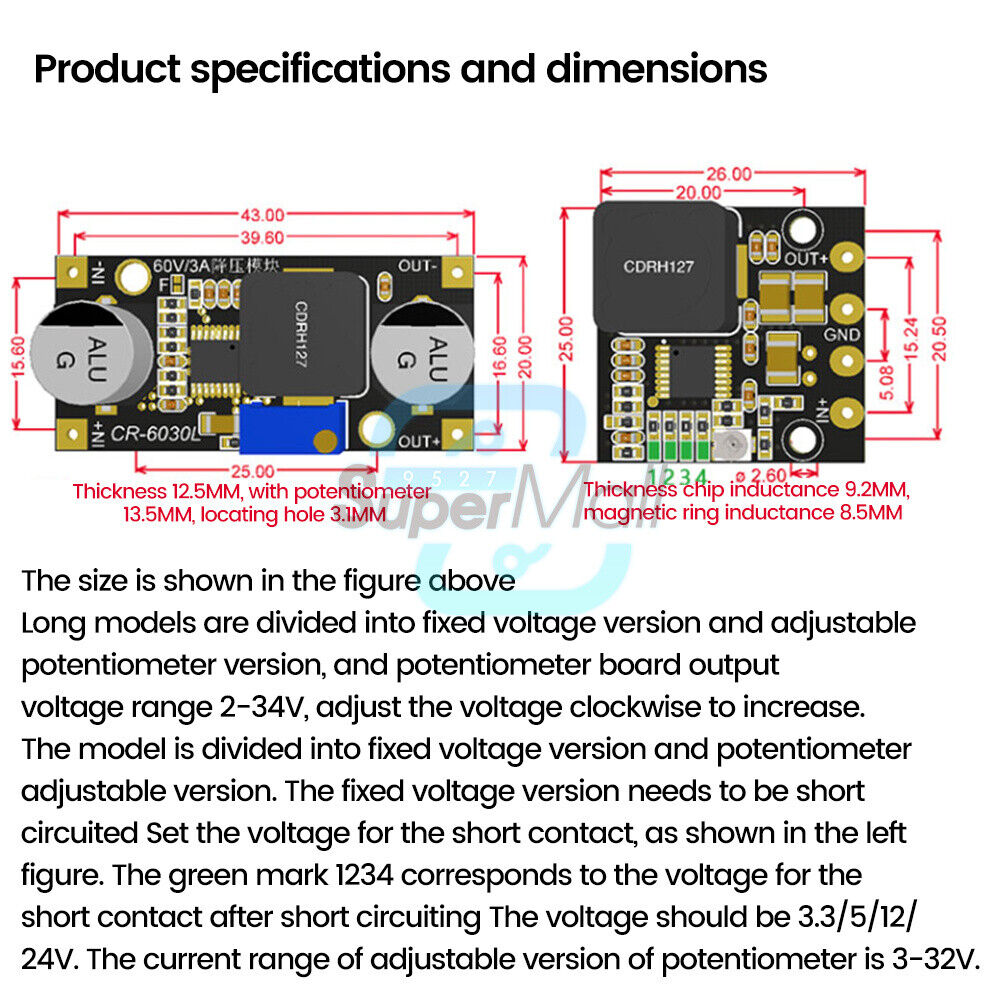 Product specifications and dimensions
43.00
39.60
60V/3A降压模块
IN-
F
OUT-
ALU
G
CDRH127
ALU
G
15.60
16.60
20.00
IN+
CR-6030L
OUT+
25.00
26.00
20.00
CDRH127
OUT+
GND
IN+
25.00
5.08
15.24
20.50
1234
ø 2.60
Thickness 12.5MM, with potentiometer
13.5MM, locating hole 3.1MM
Thickness chip inductance 9.2MM,
magnetic ring inductance 8.5MM
9527
SuperMall
The size is shown in the figure above
Long models are divided into fixed voltage version and adjustable
potentiometer version, and potentiometer board output
voltage range 2-34V, adjust the voltage clockwise to increase.
The model is divided into fixed voltage version and potentiometer
adjustable version. The fixed voltage version needs to be short
circuited Set the voltage for the short contact, as shown in the left
figure. The green mark 1234 corresponds to the voltage for the
short contact after short circuiting The voltage should be 3.3/5/12/
24V. The current range of adjustable version of potentiometer is 3-32V.